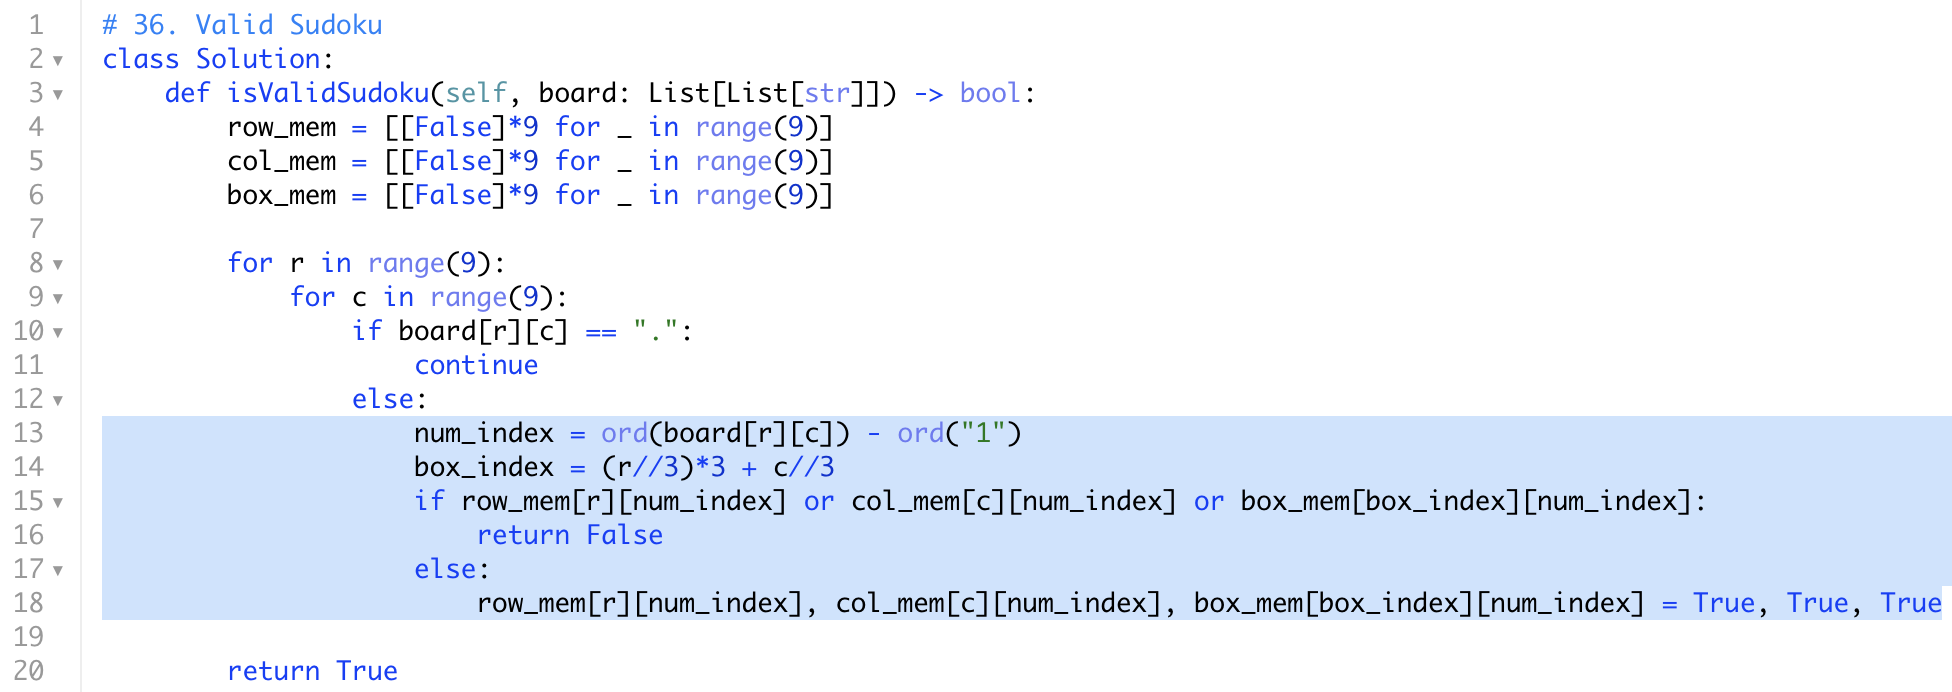 1 # 36. Valid Sudoku
2 class Solution:
3     def isValidSudoku(self, board: List[List[str]]) -> bool:
4         row_mem = [[False]*9 for _ in range(9)]
5         col_mem = [[False]*9 for _ in range(9)]
6         box_mem = [[False]*9 for _ in range(9)]
7
8         for r in range(9):
9             for c in range(9):
10                 if board[r][c] == ".":
11                     continue
12                 else:
13                     num_index = ord(board[r][c]) - ord("1")
14                     box_index = (r//3)*3 + c//3
15                     if row_mem[r][num_index] or col_mem[c][num_index] or box_mem[box_index][num_index]:
16                         return False
17                     else:
18                         row_mem[r][num_index], col_mem[c][num_index], box_mem[box_index][num_index] = True, True, True
19
20         return True